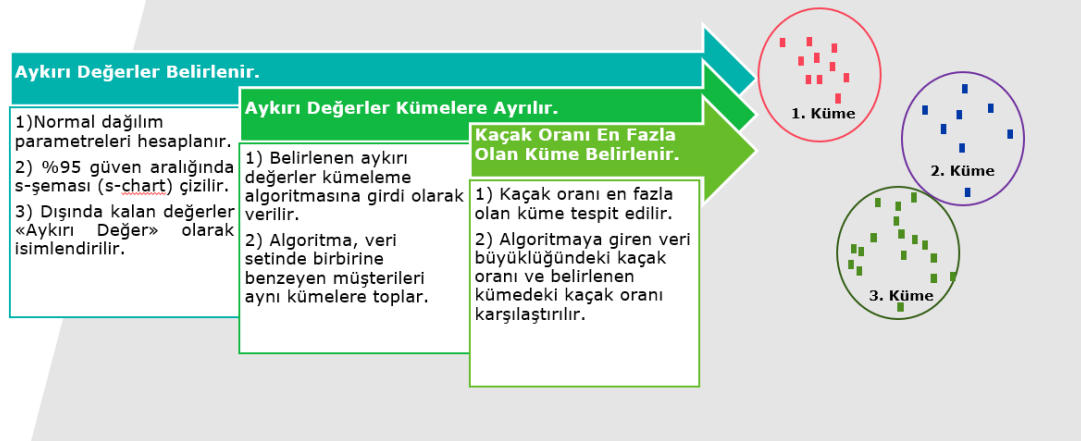 Aykırı Değerler Belirlenir.
1)Normal dağılım
parametreleri hesaplanır.
2) %95 güven aralığında
s-şeması (s-chart) çizilir.
3) Dışında kalan değerler
«Aykırı Değer» olarak
isimlendirilir.
Aykırı Değerler Kümelere Ayrılır.
1) Belirlenen aykırı
değerler kümeleme
algoritmasına girdi olarak
verilir.
2) Algoritma, veri
setinde birbirine
benzeyen müşterileri
aynı kümelere toplar.
Kaçak Oranı En Fazla
Olan Küme Belirlenir.
1) Kaçak oranı en fazla
olan küme tespit edilir.
2) Algoritmaya giren veri
büyüklüğündeki kaçak
oranı ve belirlenen
kümedeki kaçak oranı
karşılaştırılır.
1. Küme
2. Küme
3. Küme